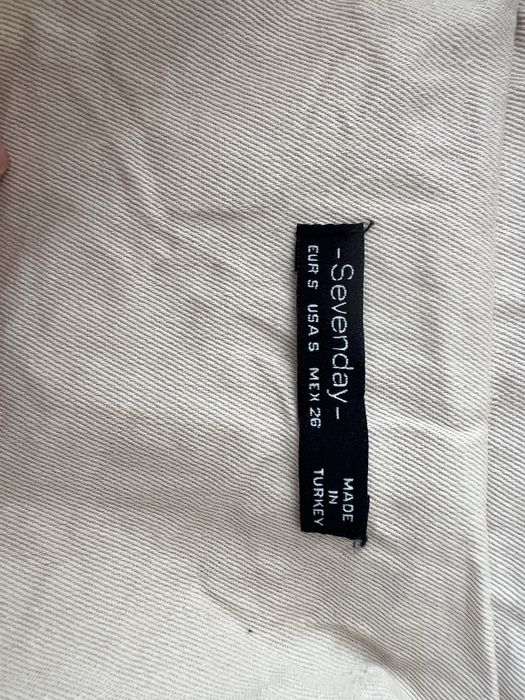 -Sevenday-
EUR S USA S MEX 26
MADE
IN
TURKEY